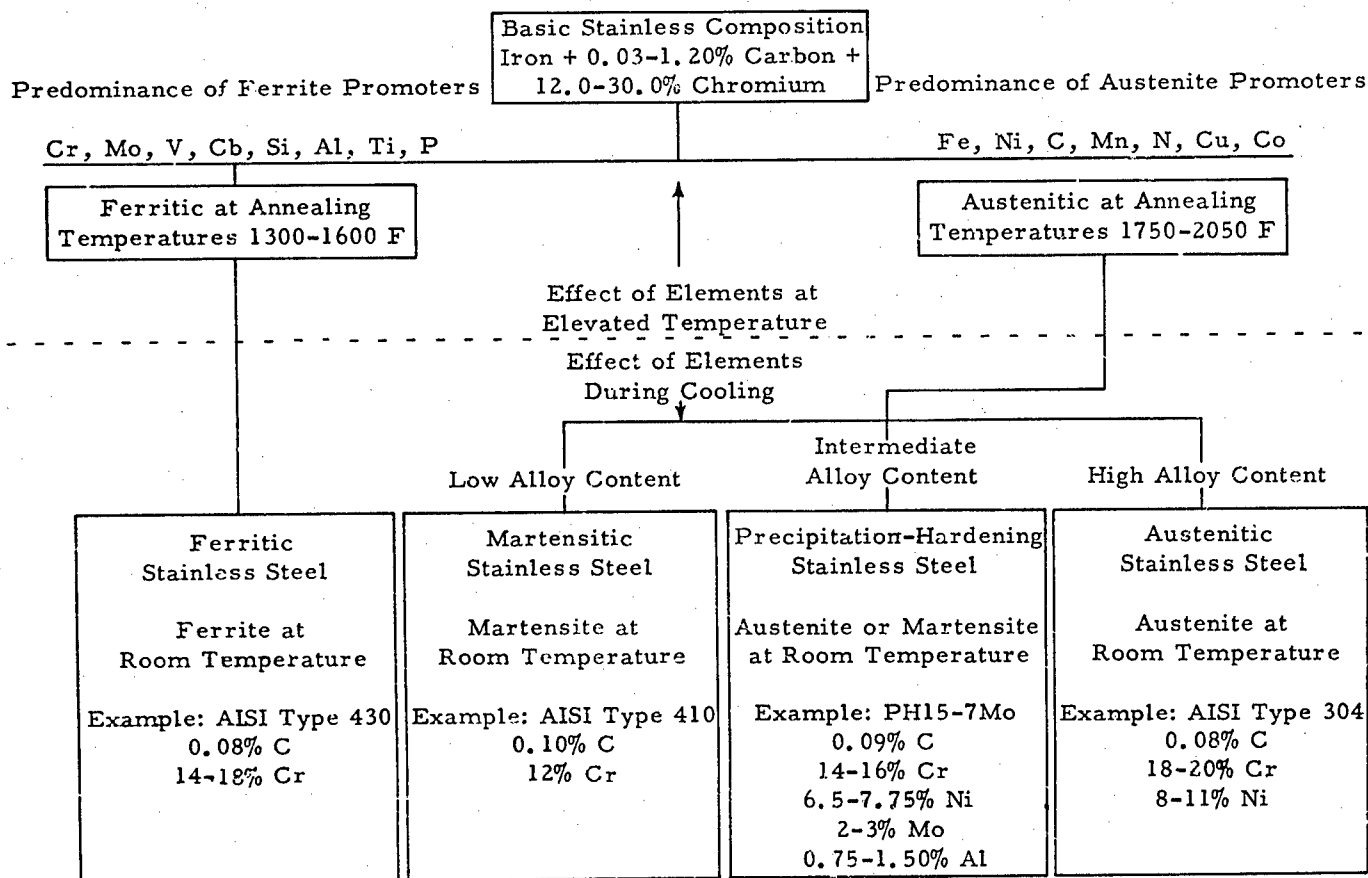 Basic Stainless Composition
Iron + 0.03-1.20% Carbon +
12.0-30.0% Chromium
Predominance of Ferrite Promoters
Predominance of Austenite Promoters
Cr, Mo, V, Cb, Si, Al, Ti, P
Fe, Ni, C, Mn, N, Cu, Co
Ferritic at Annealing
Temperatures 1300-1600 F
Austenitic at Annealing
Temperatures 1750-2050 F
Effect of Elements at
Elevated Temperature
Effect of Elements
During Cooling
Low Alloy Content
Intermediate
Alloy Content
High Alloy Content
Ferritic
Stainless Steel
Ferrite at
Room Temperature
Example: AISI Type 430
0.08% C
14-18% Cr
Martensitic
Stainless Steel
Martensite at
Room Temperature
Example: AISI Type 410
0.10% C
12% Cr
Precipitation-Hardening
Stainless Steel
Austenite or Martensite
at Room Temperature
Example: PH15-7Mo
0.09% C
14-16% Cr
6.5-7.75% Ni
2-3% Mo
0.75-1.50% Al
Austenitic
Stainless Steel
Austenite at
Room Temperature
Example: AISI Type 304
0.08% C
18-20% Cr
8-11% Ni